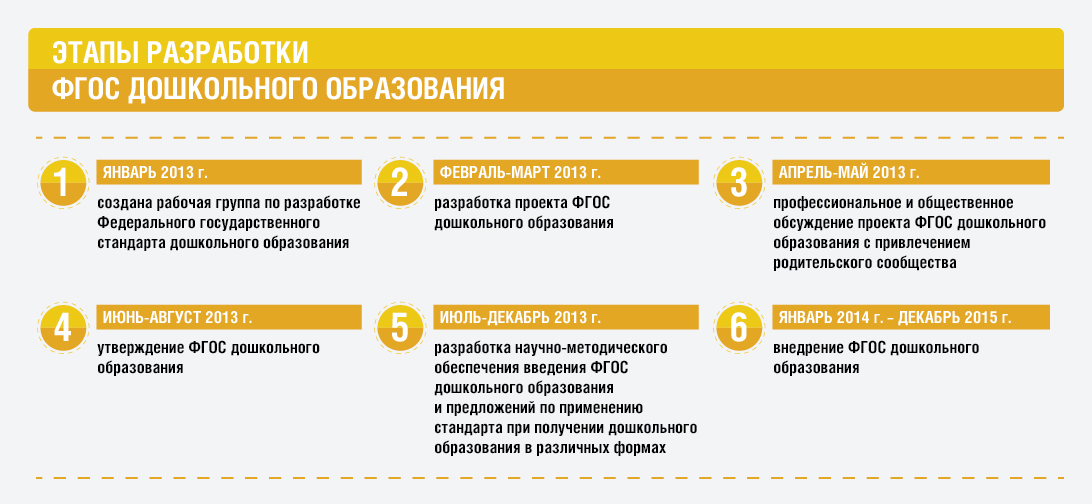 ЭТАПЫ РАЗРАБОТКИ
ФГОС ДОШКОЛЬНОГО ОБРАЗОВАНИЯ
1
ЯНВАРЬ 2013 г.
создана рабочая группа по разработке
Федерального государственного
стандарта дошкольного образования
2
ФЕВРАЛЬ-МАРТ 2013 г.
разработка проекта ФГОС
дошкольного образования
3
АПРЕЛЬ-МАЙ 2013 г.
профессиональное и общественное
обсуждение проекта ФГОС дошкольного
образования с привлечением
родительского сообщества
4
ИЮНЬ-АВГУСТ 2013 г.
утверждение ФГОС дошкольного
образования
5
ИЮЛЬ-ДЕКАБРЬ 2013 г.
разработка научно-методического
обеспечения введения ФГОС
дошкольного образования
и предложений по применению
стандарта при получении дошкольного
образования в различных формах
6
ЯНВАРЬ 2014 г. – ДЕКАБРЬ 2015 г.
внедрение ФГОС дошкольного
образования